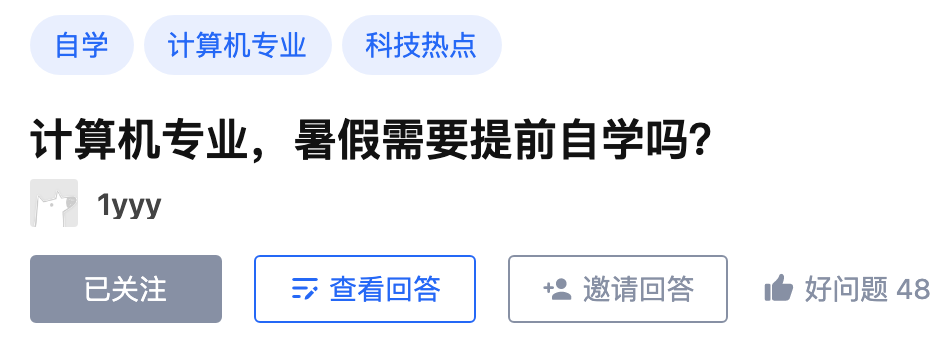 自学 计算机专业 科技热点
计算机专业，暑假需要提前自学吗？
1yyy
已关注 查看回答 邀请回答 好问题 48